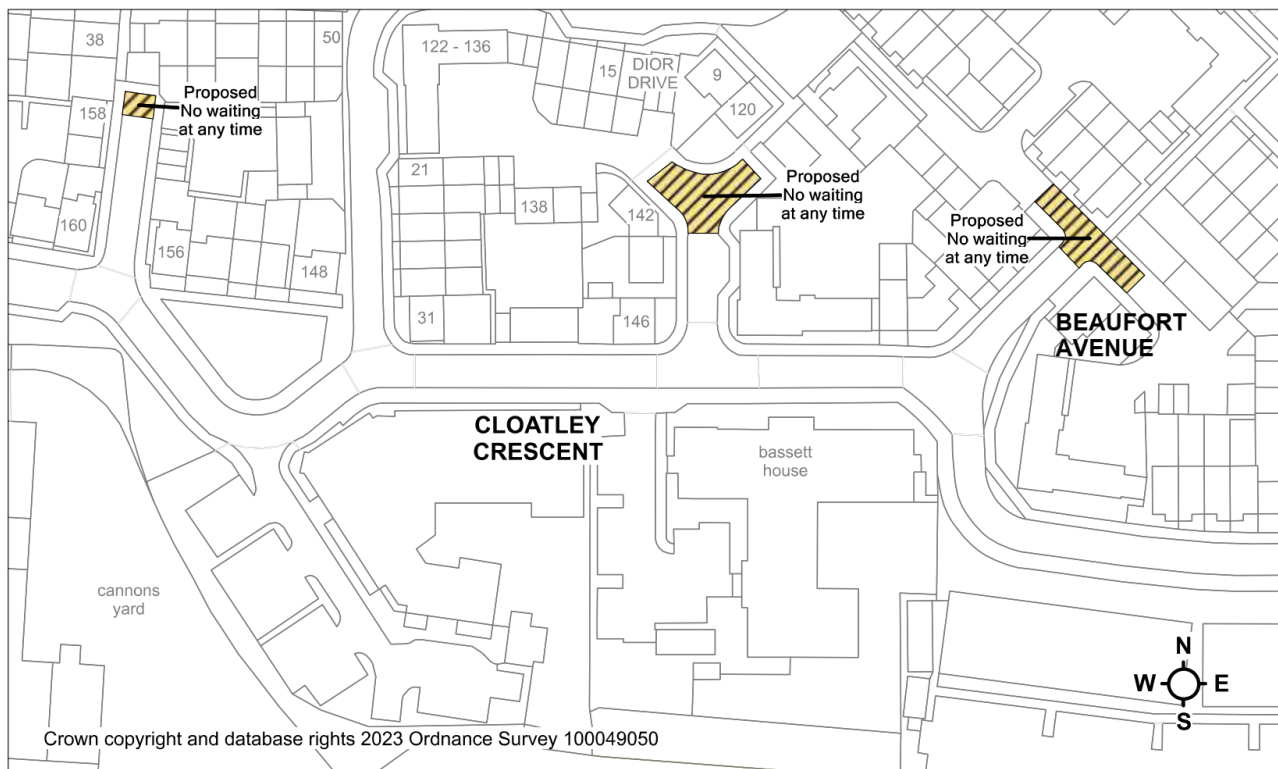 38
50
122 - 136
15
DIOR
DRIVE
9
120
Proposed
No waiting
at any time
158
160
156
148
21
138
142
Proposed
No waiting
at any time
Proposed
No waiting
at any time
31
146
BEAUFORT
AVENUE
CLOATLEY
CRESCENT
bassett
house
cannons
yard
N
W E
S
Crown copyright and database rights 2023 Ordnance Survey 100049050